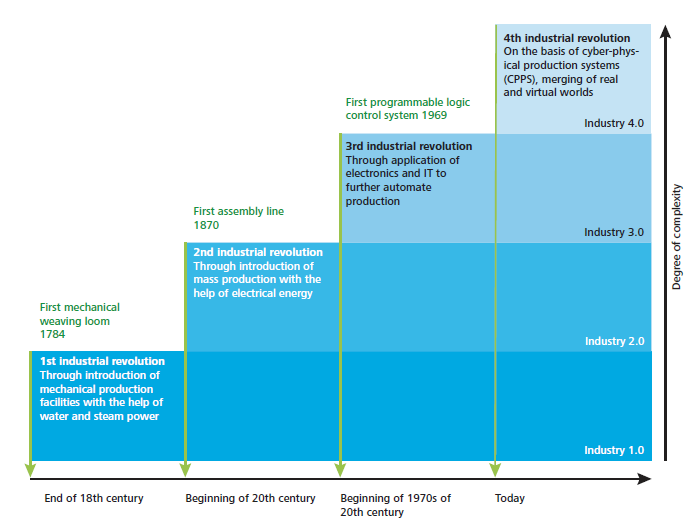 4th industrial revolution
On the basis of cyber-phys-
ical production systems
(CPPS), merging of real
and virtual worlds
Industry 4.0
First programmable logic
control system 1969
3rd industrial revolution
Through application of
electronics and IT to
further automate
production
Industry 3.0
First assembly line
1870
2nd industrial revolution
Through introduction of
mass production with the
help of electrical energy
Industry 2.0
First mechanical
weaving loom
1784
1st industrial revolution
Through introduction of
mechanical production
facilities with the help of
water and steam power
Industry 1.0
Degree of complexity
End of 18th century
Beginning of 20th century
Beginning of 1970s of
20th century
Today